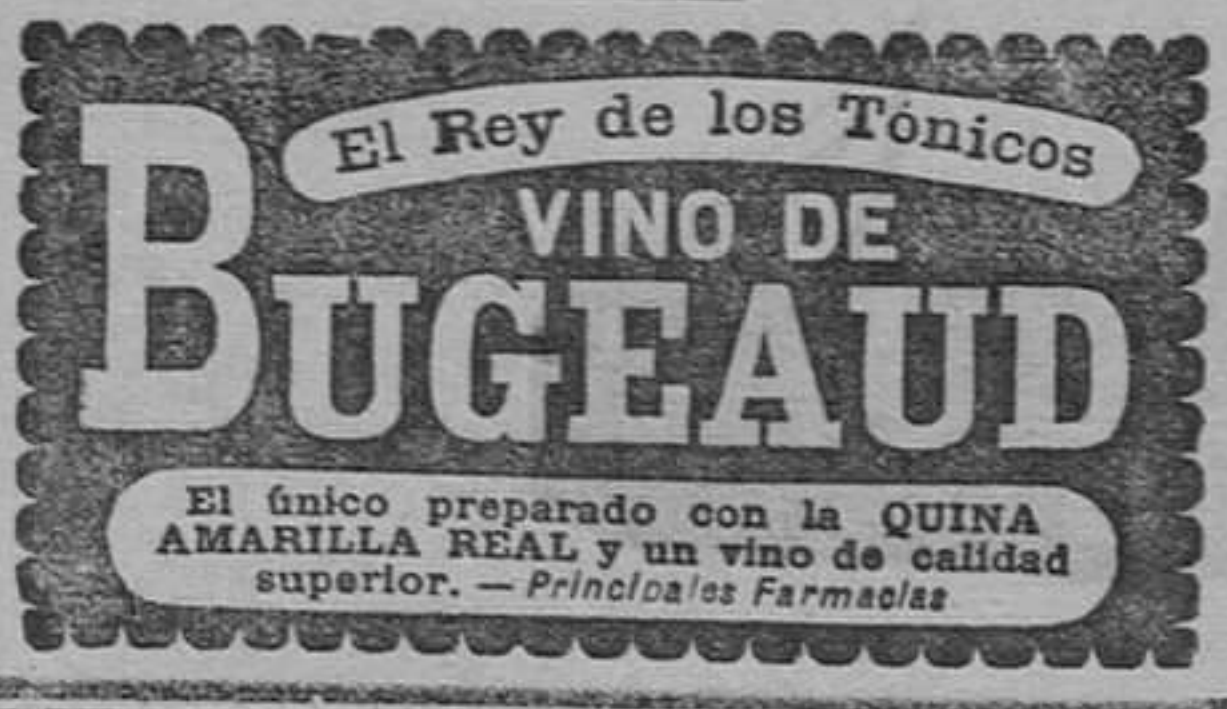 El Rey de los Tónicos
VINO DE
BUGEAUD
El único preparado con la QUINA
AMARILLA REAL y un vino de calidad
superior. — Principales Farmacias